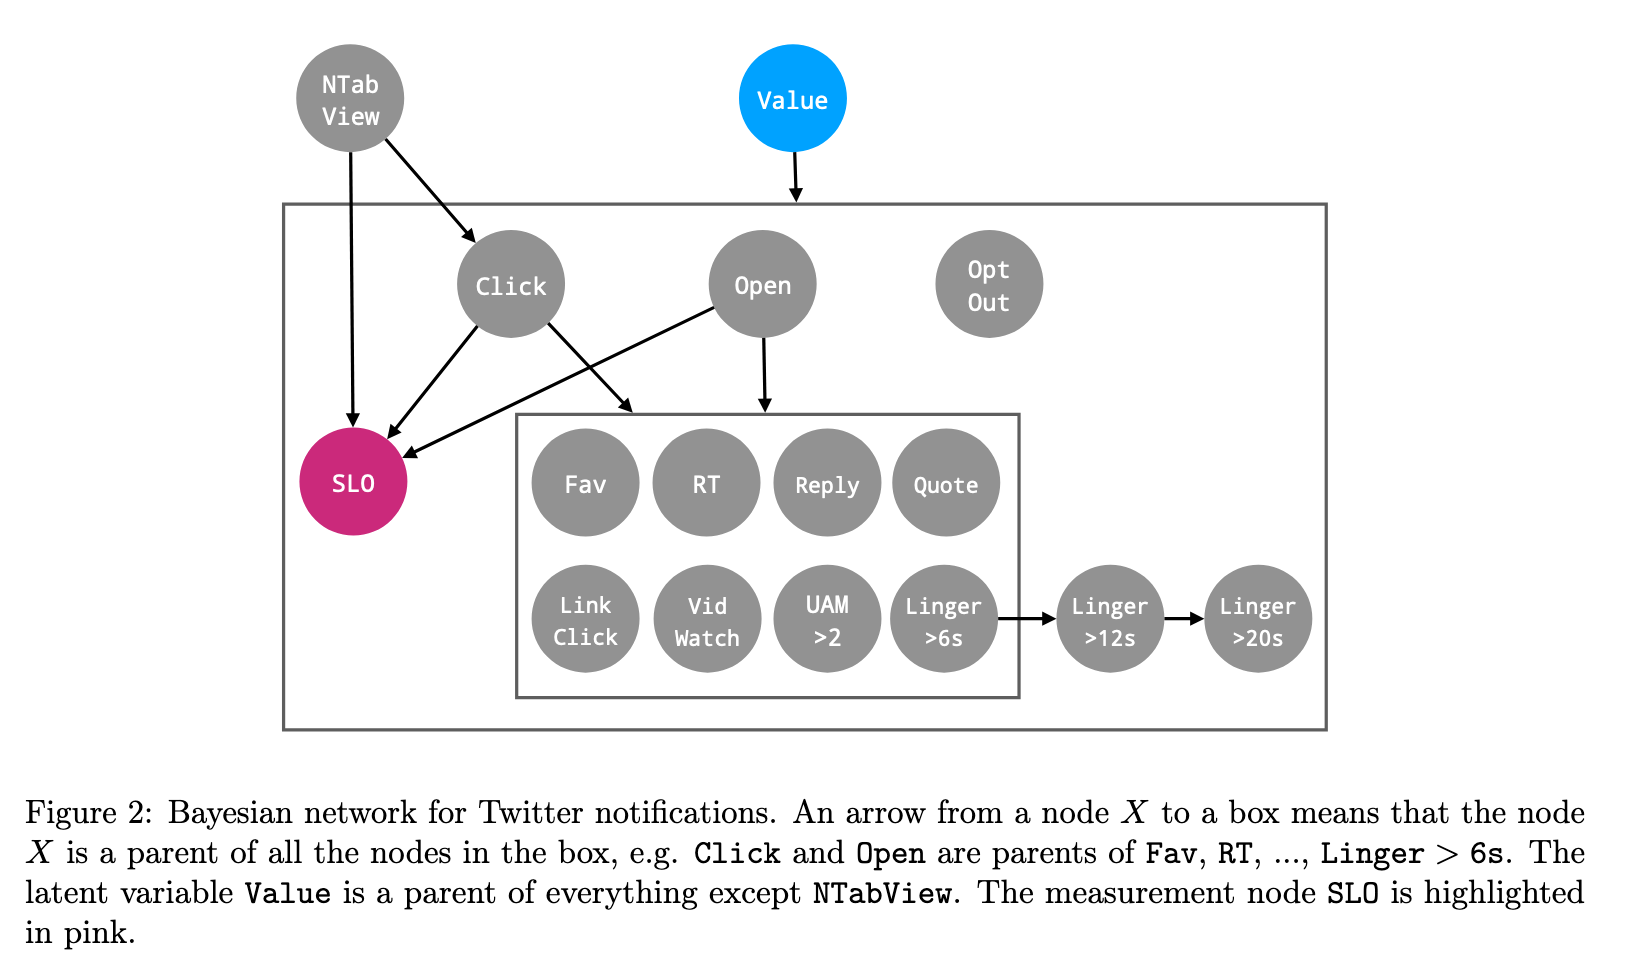 NTab
View
Value
Click
Open
Opt
Out
SLO
Fav
RT
Reply
Quote
Link
Click
Vid
Watch
UAM
>2
Linger
>6s
Linger
>12s
Linger
>20s
Figure 2: Bayesian network for Twitter notifications. An arrow from a node X to a box means that the node
X is a parent of all the nodes in the box, e.g. Click and Open are parents of Fav, RT, ..., Linger > 6s. The
latent variable Value is a parent of everything except NTabView. The measurement node SLO is highlighted
in pink.